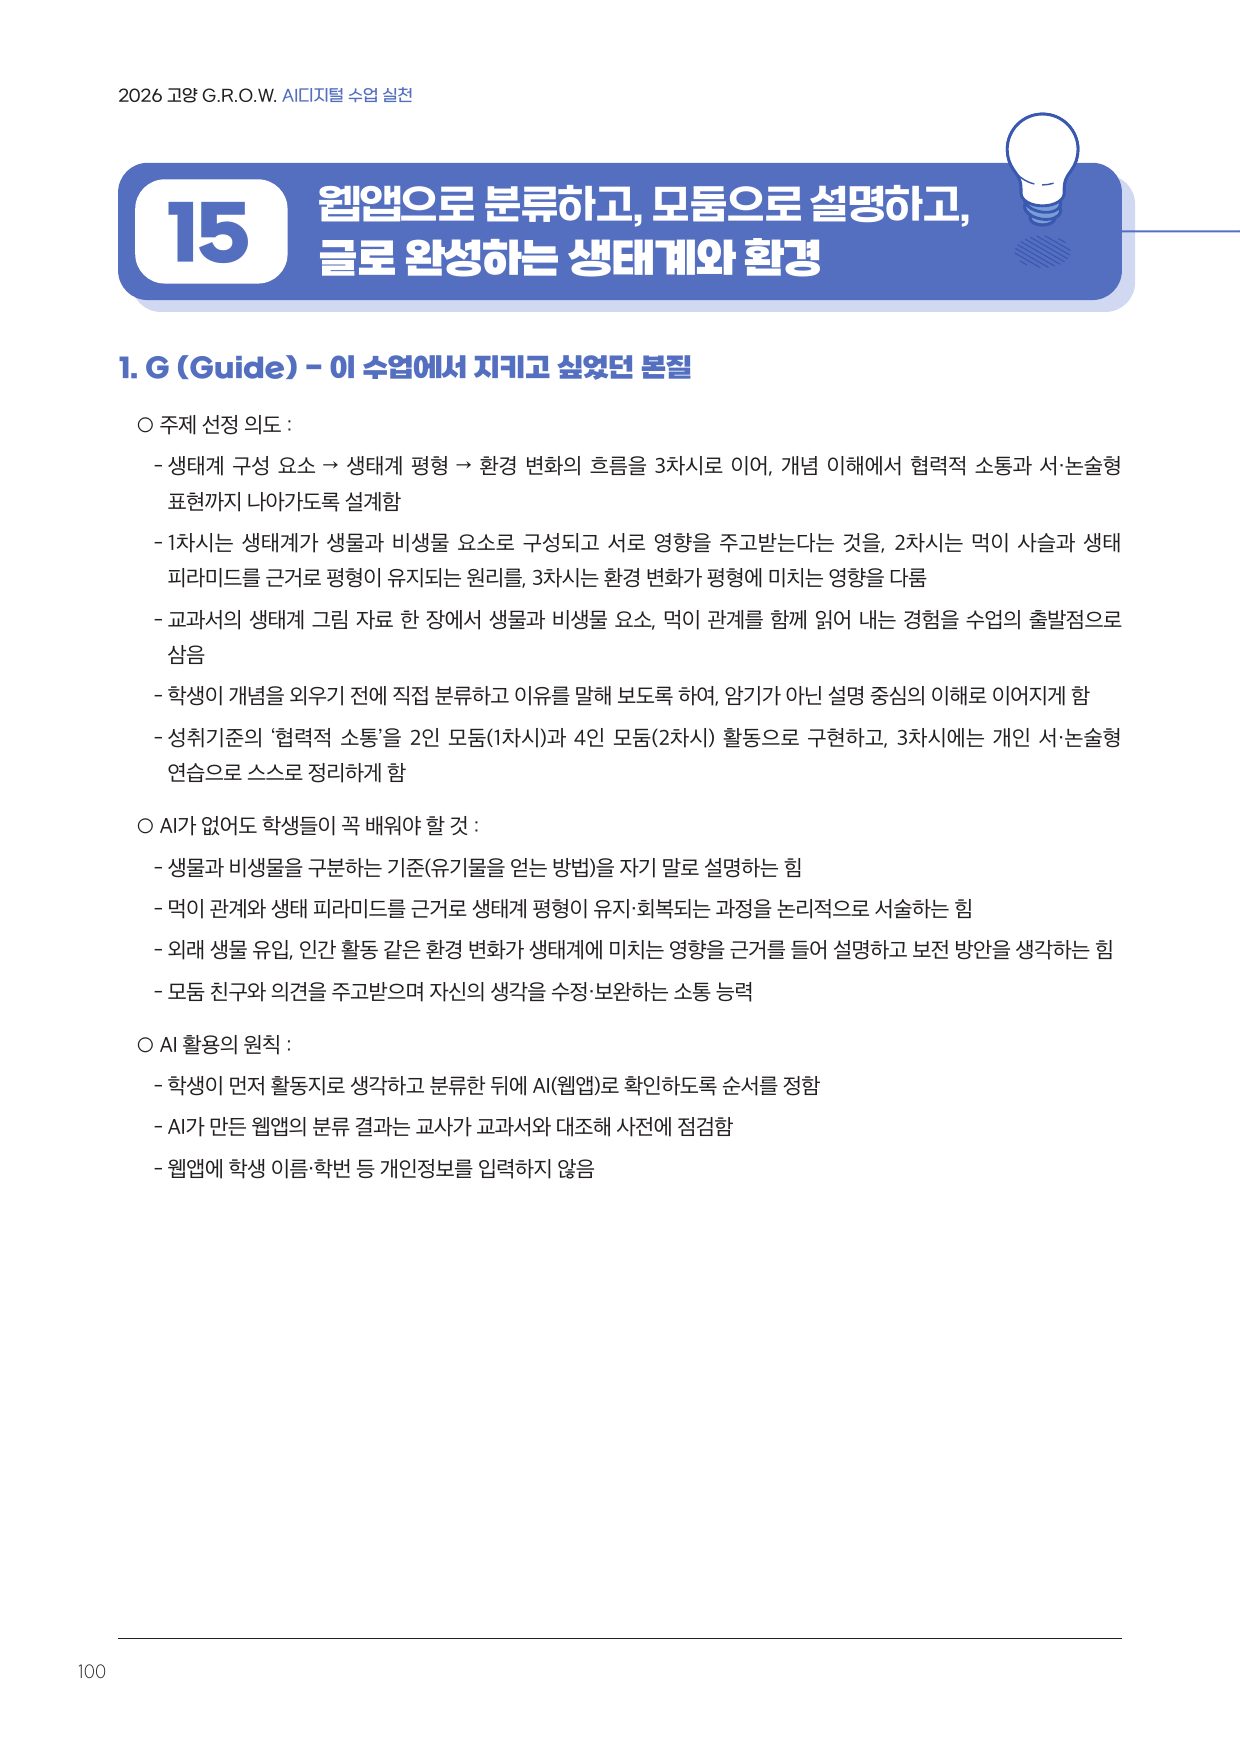 2026 고양 G.R.O.W. AI디지털 수업 실천
15
웹앱으로 분류하고, 모둠으로 설명하고,
글로 완성하는 생태계와 환경
1. G (Guide) - 이 수업에서 지키고 싶었던 본질
○ 주제 선정 의도 :
- 생태계 구성 요소 → 생태계 평형 → 환경 변화의 흐름을 3차시로 이어, 개념 이해에서 협력적 소통과 서·논술형
표현까지 나아가도록 설계함
- 1차시는 생태계가 생물과 비생물 요소로 구성되고 서로 영향을 주고받는다는 것을, 2차시는 먹이 사슬과 생태
피라미드를 근거로 평형이 유지되는 원리를, 3차시는 환경 변화가 평형에 미치는 영향을 다룸
- 교과서의 생태계 그림 자료 한 장에서 생물과 비생물 요소, 먹이 관계를 함께 읽어 내는 경험을 수업의 출발점으로
삼음
- 학생이 개념을 외우기 전에 직접 분류하고 이유를 말해 보도록 하여, 암기가 아닌 설명 중심의 이해로 이어지게 함
- 성취기준의 ‘협력적 소통’을 2인 모둠(1차시)과 4인 모둠(2차시) 활동으로 구현하고, 3차시에는 개인 서·논술형
연습으로 스스로 정리하게 함
○ AI가 없어도 학생들이 꼭 배워야 할 것 :
- 생물과 비생물을 구분하는 기준(유기물을 얻는 방법)을 자기 말로 설명하는 힘
- 먹이 관계와 생태 피라미드를 근거로 생태계 평형이 유지·회복되는 과정을 논리적으로 서술하는 힘
- 외래 생물 유입, 인간 활동 같은 환경 변화가 생태계에 미치는 영향을 근거를 들어 설명하고 보전 방안을 생각하는 힘
- 모둠 친구와 의견을 주고받으며 자신의 생각을 수정·보완하는 소통 능력
○ AI 활용의 원칙 :
- 학생이 먼저 활동지로 생각하고 분류한 뒤에 AI(웹앱)로 확인하도록 순서를 정함
- AI가 만든 웹앱의 분류 결과는 교사가 교과서와 대조해 사전에 점검함
- 웹앱에 학생 이름·학번 등 개인정보를 입력하지 않음
100